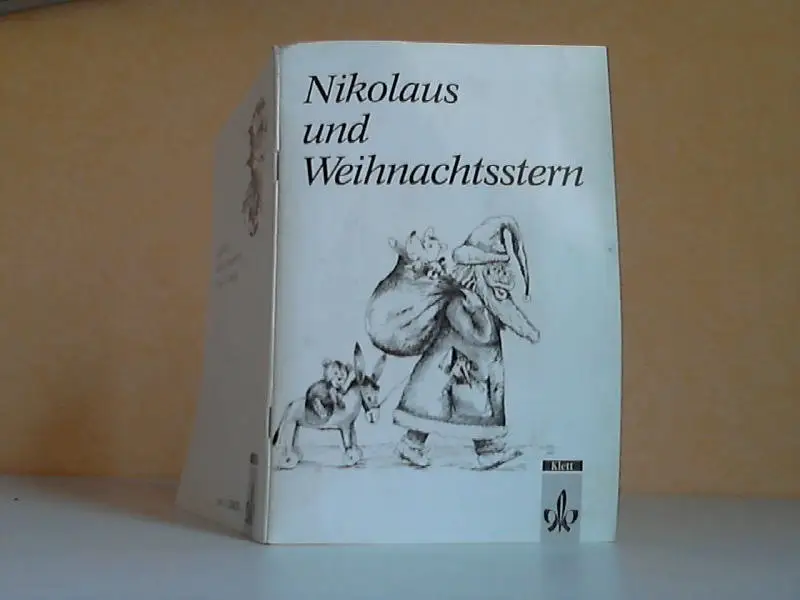 Nikolaus
und
Weihnachtsstern
Klett